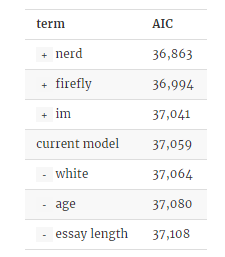 term AIC
+ nerd 36,863
+ firefly 36,994
+ im 37,041
current model 37,059
- white 37,064
- age 37,080
- essay length 37,108